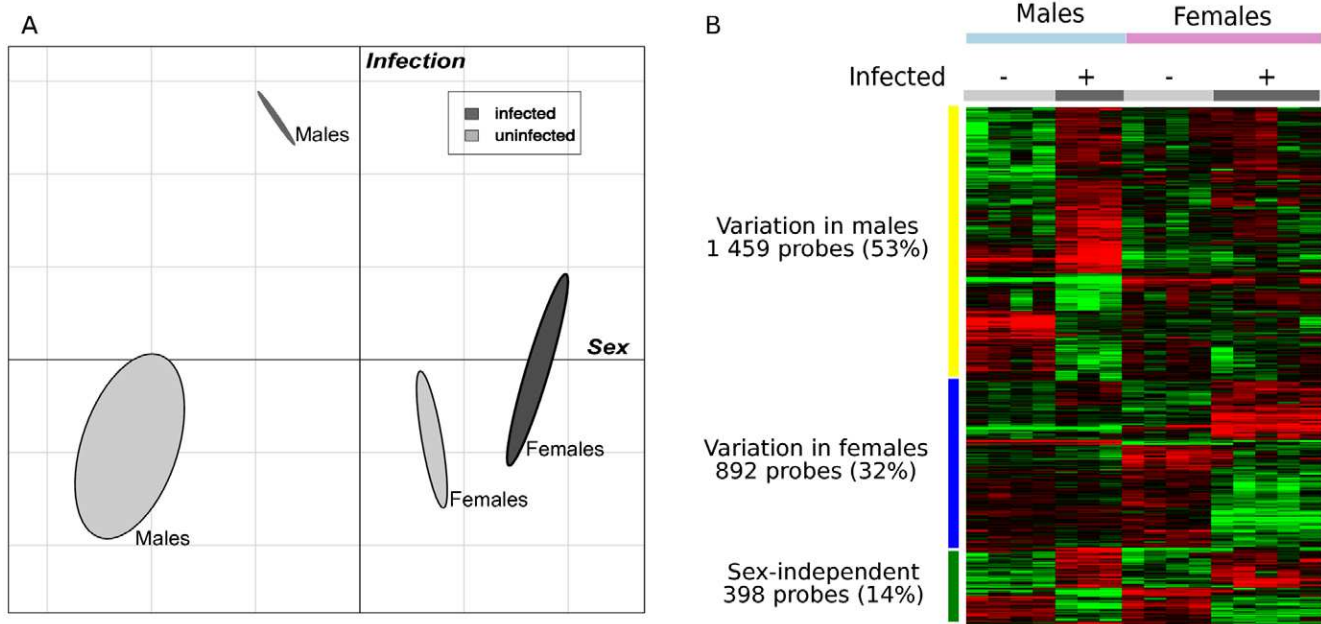 A
Infection
infected
uninfected
Males
Sex
Females
Females
Males
B
Males Females
Infected - + - +
Variation in males
1 459 probes (53%)
Variation in females
892 probes (32%)
Sex-independent
398 probes (14%)